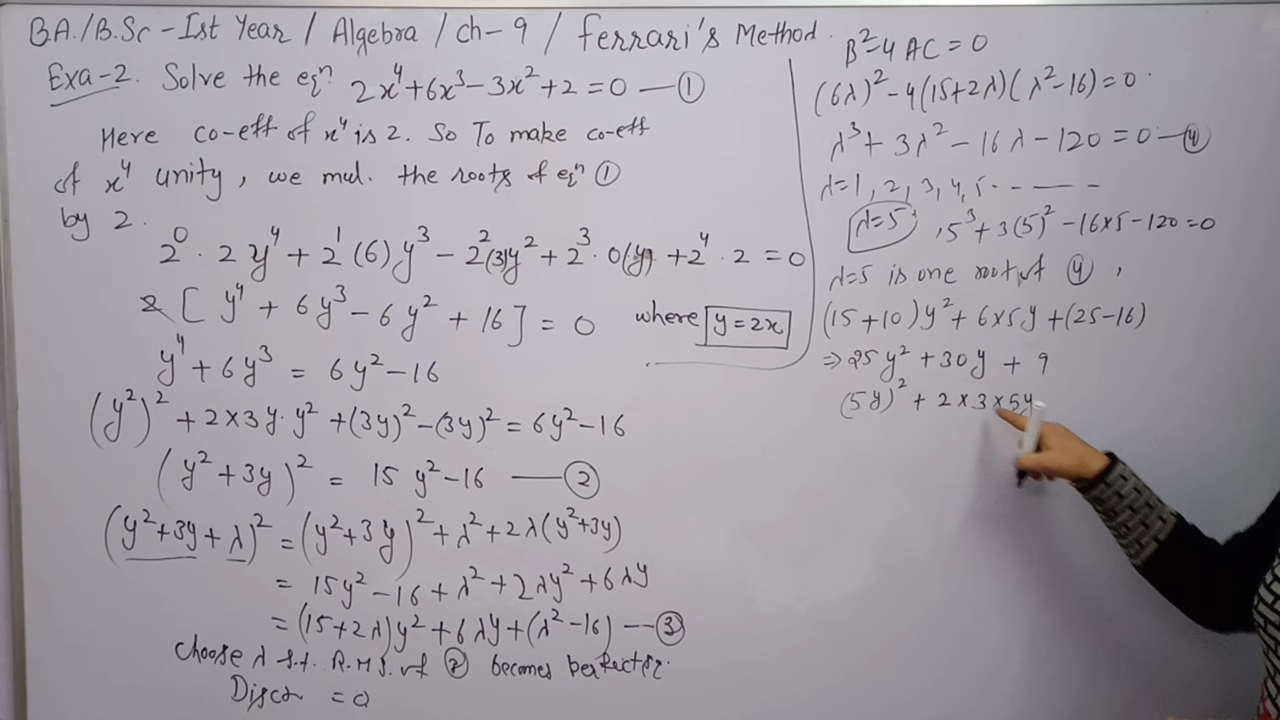 BA./B.Sc - Ist Year / Algebra / ch-9 / Ferrari's Method.
Exa-2. Solve the eqⁿ 2x⁴+6x³-3x²+2=0 — ①
Here co-eff of x⁴ is 2. So To make co-eff
of x⁴ unity, we mul. the roots of eqⁿ ①
by 2.
2⁰·2y⁴+2¹(6)y³-2²(3)y²+2³·0(y)+2⁴·2=0
2[y⁴+6y³-6y²+16]=0 where y=2x
y⁴+6y³=6y²-16
(y²)²+2×3y·y²+(3y)²-(3y)²=6y²-16
(y²+3y)²=15y²-16 — ②
(y²+3y+λ)²=(y²+3y)²+λ²+2λ(y²+3y)
=15y²-16+λ²+2λy²+6λy
=(15+2λ)y²+6λy+(λ²-16) — ③
Choose λ s.t. R.H.S. of ② becomes perfect sq.
Discr = 0
B²-4AC=0
(6λ)²-4(15+2λ)(λ²-16)=0
λ³+3λ²-16λ-120=0 — ④
λ=1, 2, 3, 4, 5 - - — — -
λ=5, 5³+3(5)²-16×5-120=0
λ=5 is one root of ④,
(15+10)y²+6×5y+(25-16)
⇒25y²+30y+9
(5y)²+2×3×5y